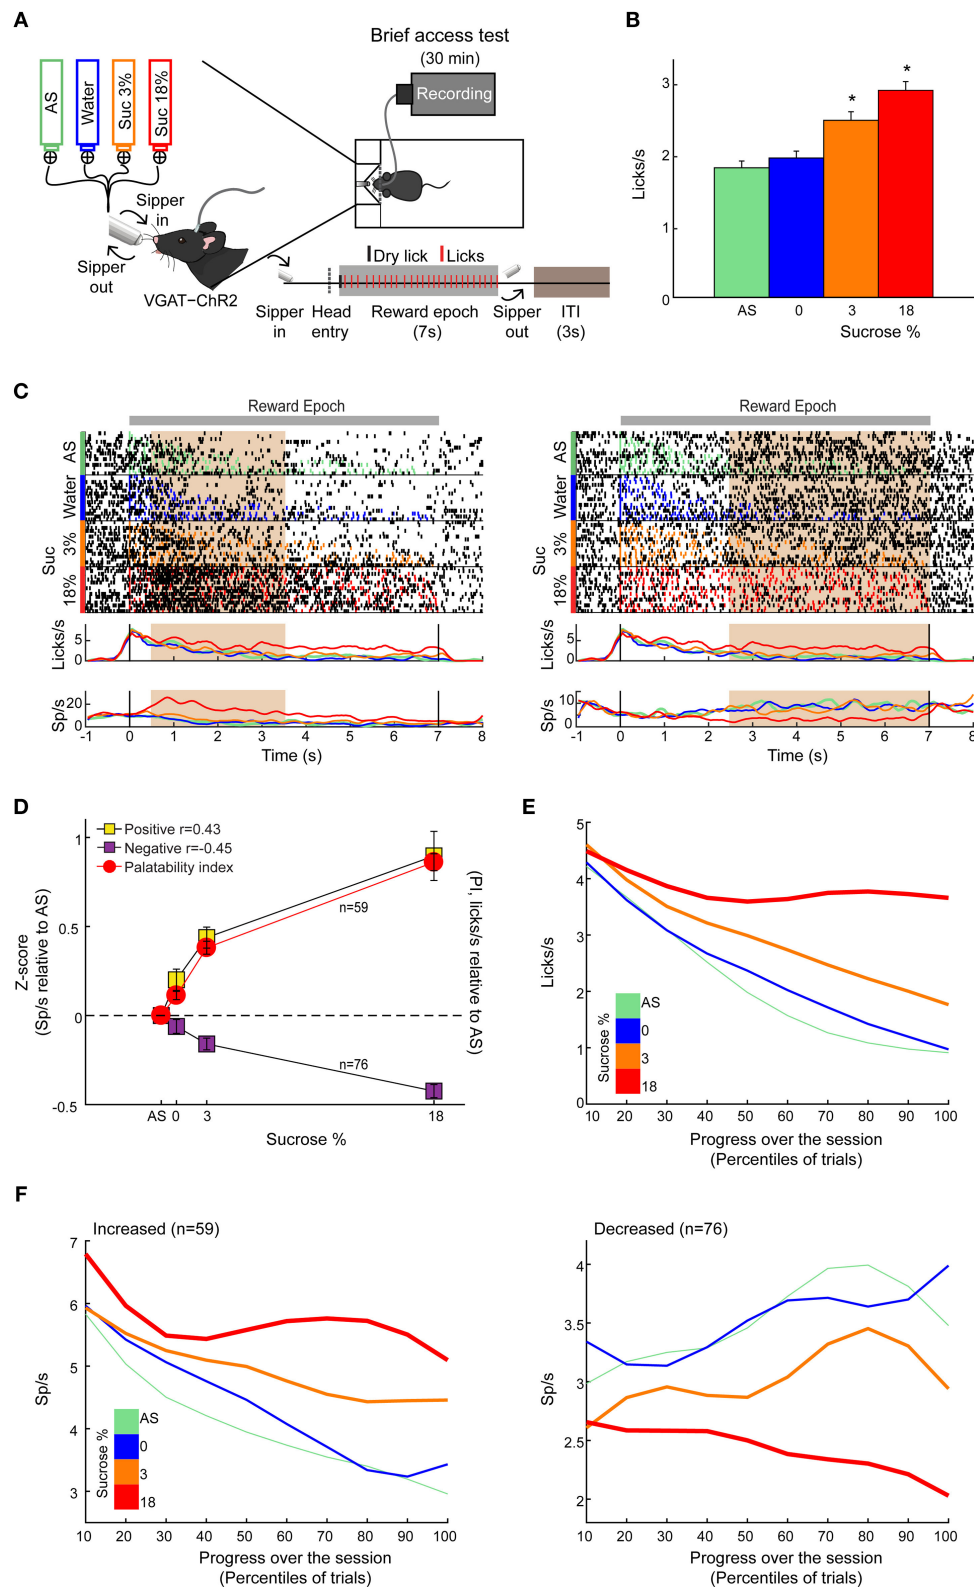 A
Brief access test
(30 min)
Recording
AS
Water
Suc 3%
Suc 18%
Sipper
in
Sipper
out
VGAT−ChR2
Dry lick
Licks
Sipper
in
Head
entry
Reward epoch
(7s)
Sipper
out
ITI
(3s)
B
Licks/s
3
2
1
0
*
*
AS
0
3
18
Sucrose %
C
Reward Epoch
AS
Water
3%
18%
Suc
Licks/s
5
0
Sp/s
20
0
-1 0 1 2 3 4 5 6 7 8
Time (s)
Reward Epoch
AS
Water
3%
18%
Suc
Licks/s
5
0
Sp/s
10
0
-1 0 1 2 3 4 5 6 7 8
Time (s)
D
Positive r=0.43
Negative r=-0.45
Palatability index
Z-score
(Sp/s relative to AS)
(PI, licks/s relative to AS)
1
0.5
0
-0.5
n=59
n=76
AS 0 3 18
Sucrose %
E
Licks/s
5
4
3
2
1
0
Sucrose %
AS
0
3
18
10 20 30 40 50 60 70 80 90 100
Progress over the session
(Percentiles of trials)
F
Increased (n=59)
Sp/s
7
6
5
4
3
Sucrose %
AS
0
3
18
10 20 30 40 50 60 70 80 90 100
Progress over the session
(Percentiles of trials)
Decreased (n=76)
Sp/s
4
3.5
3
2.5
2
10 20 30 40 50 60 70 80 90 100
Progress over the session
(Percentiles of trials)